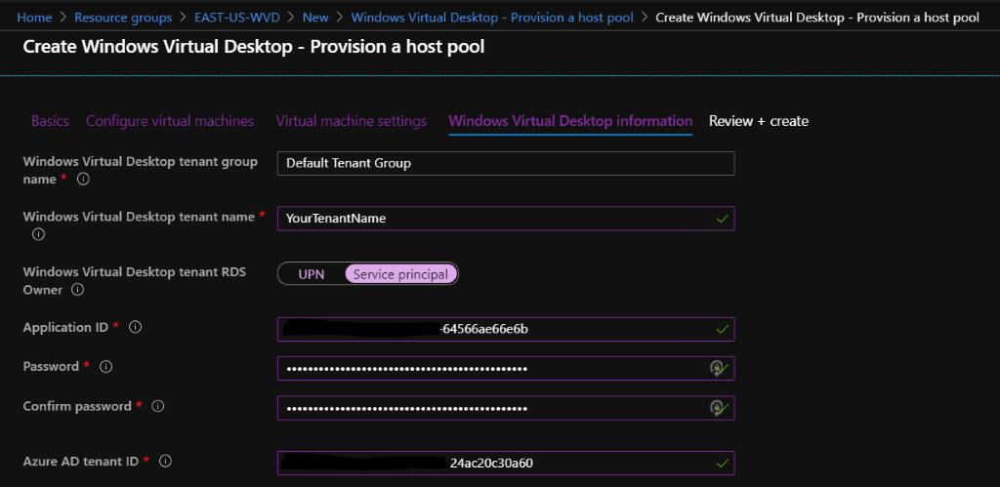 Home > Resource groups > EAST-US-WVD > New > Windows Virtual Desktop - Provision a host pool > Create Windows Virtual Desktop - Provision a host pool
Create Windows Virtual Desktop - Provision a host pool
Basics Configure virtual machines Virtual machine settings Windows Virtual Desktop information Review + create
Windows Virtual Desktop tenant group
name * Default Tenant Group
Windows Virtual Desktop tenant name * YourTenantName
Windows Virtual Desktop tenant RDS
Owner UPN Service principal
Application ID * -64566ae66e6b
Password * ••••••••••••••••••••••••••••••••••••••••••••
Confirm password * ••••••••••••••••••••••••••••••••••••••••••••
Azure AD tenant ID * 24ac20c30a60